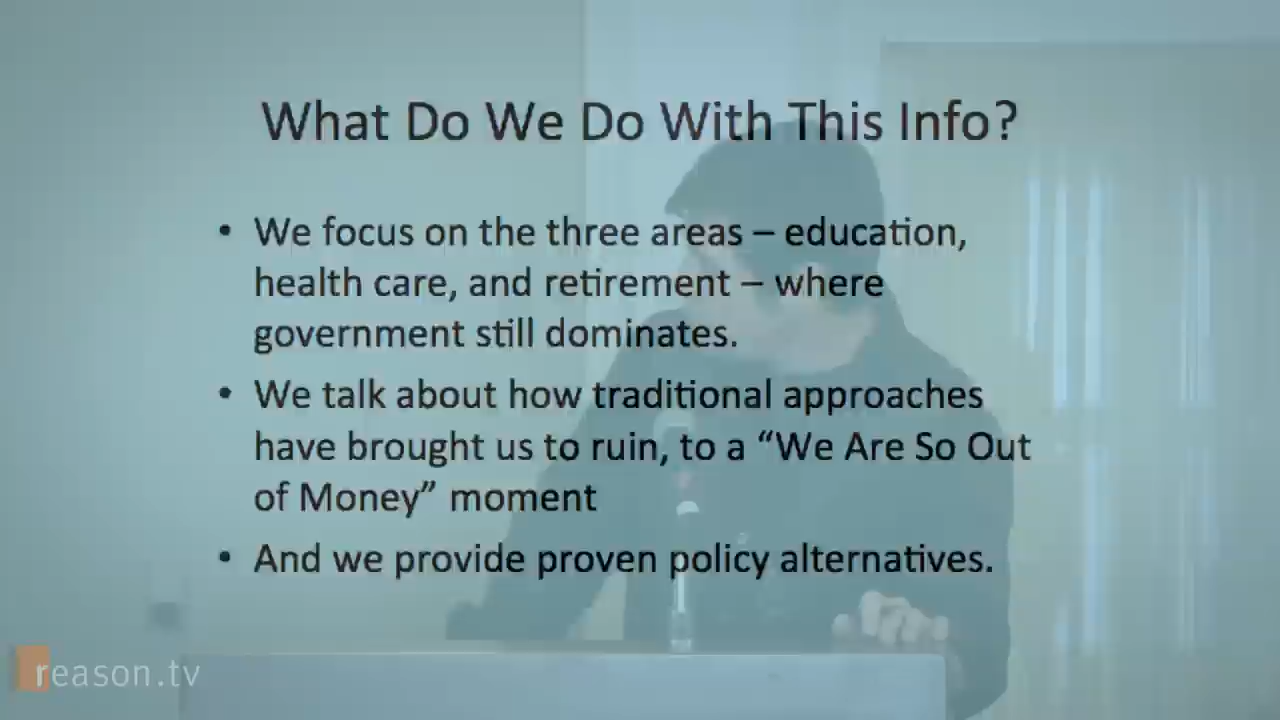 What Do We Do With This Info?
• We focus on the three areas – education,
health care, and retirement – where
government still dominates.
• We talk about how traditional approaches
have brought us to ruin, to a “We Are So Out
of Money” moment
• And we provide proven policy alternatives.
reason.tv